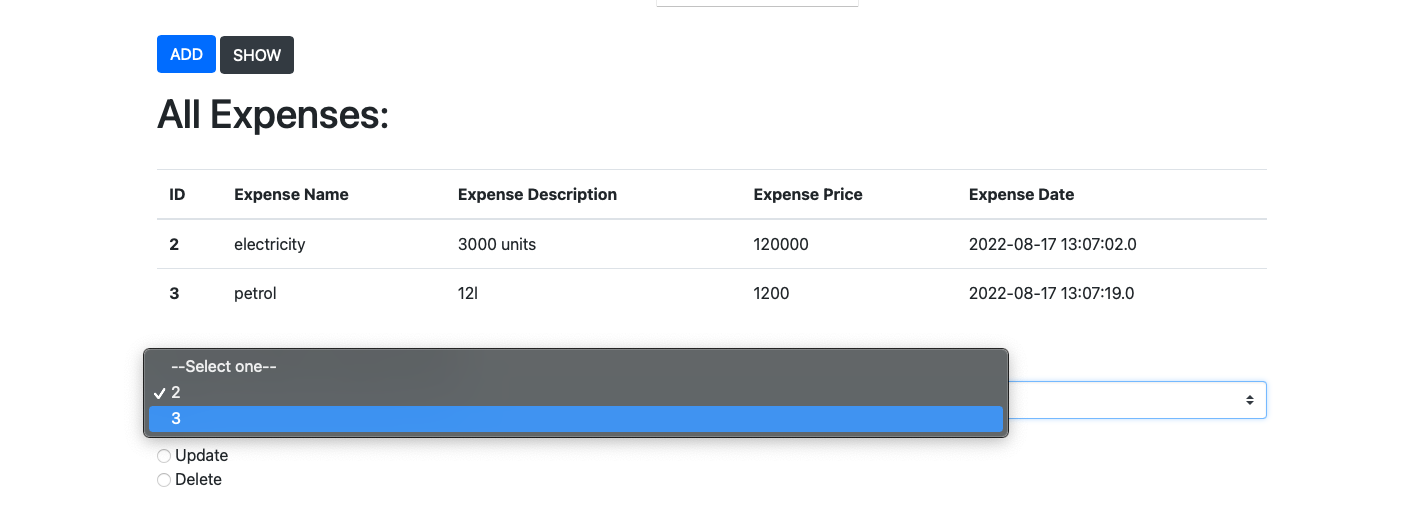 ADD SHOW
All Expenses:
ID Expense Name Expense Description Expense Price Expense Date
2 electricity 3000 units 120000 2022-08-17 13:07:02.0
3 petrol 12l 1200 2022-08-17 13:07:19.0
--Select one--
2
3
Update
Delete